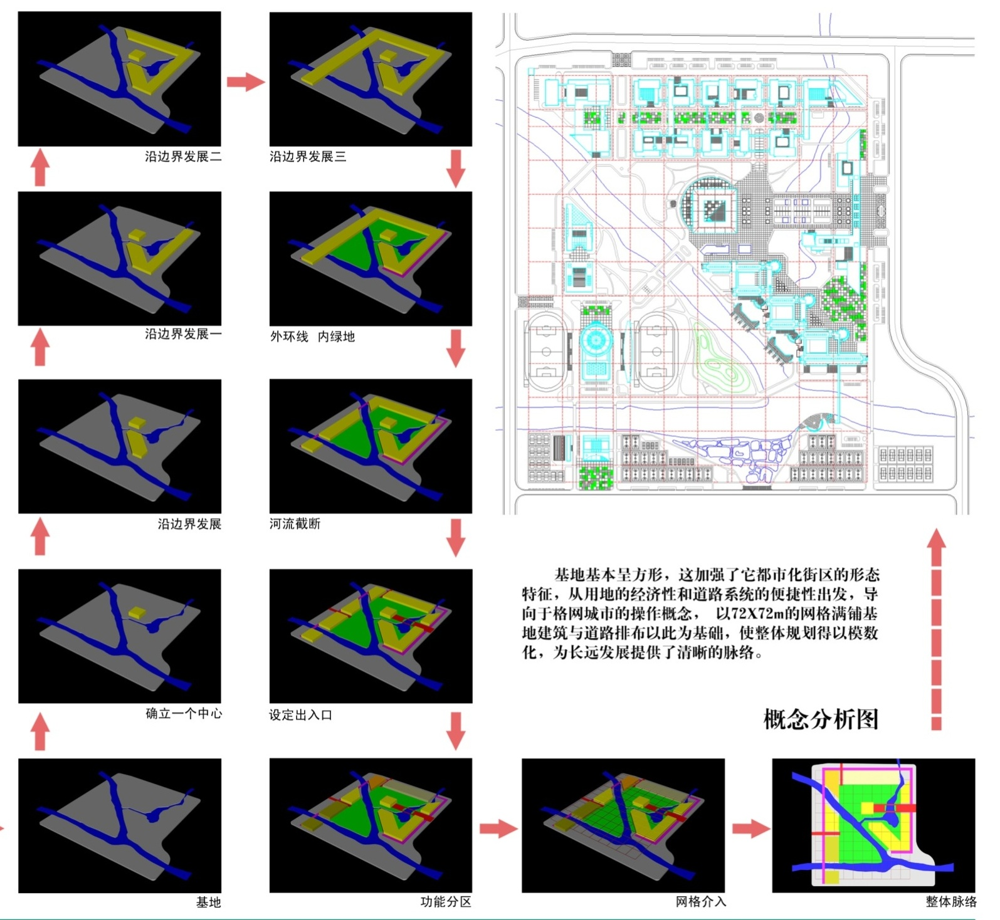 沿边界发展二
沿边界发展三
沿边界发展一
外环线 内绿地
沿边界发展
河流截断
基地基本呈方形，这加强了它都市化街区的形态
特征，从用地的经济性和道路系统的便捷性出发，导
向于格网城市的操作概念， 以72X72m的网格满铺基
地建筑与道路排布以此为基础，使整体规划得以模数
化，为长远发展提供了清晰的脉络。
确立一个中心
设定出入口
概念分析图
基地
功能分区
网格介入
整体脉络